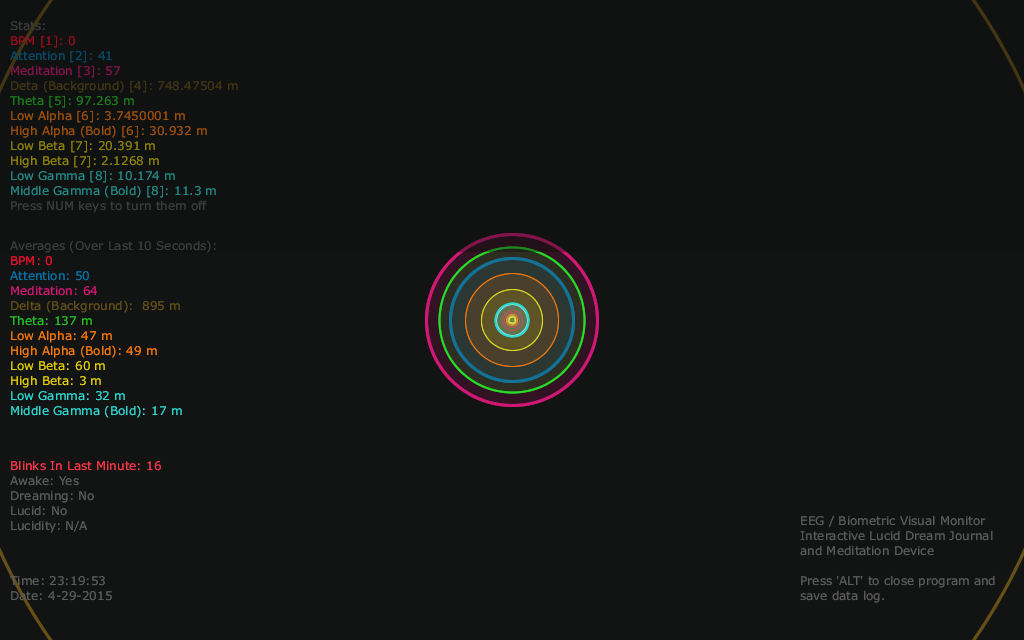 Stats:
BPM [1]: 0
Attention [2]: 41
Meditation [3]: 57
Deta (Background) [4]: 748.47504 m
Theta [5]: 97.263 m
Low Alpha [6]: 3.7450001 m
High Alpha (Bold) [6]: 30.932 m
Low Beta [7]: 20.391 m
High Beta [7]: 2.1268 m
Low Gamma [8]: 10.174 m
Middle Gamma (Bold) [8]: 11.3 m
Press NUM keys to turn them off
Averages (Over Last 10 Seconds):
BPM: 0
Attention: 50
Meditation: 64
Delta (Background):  895 m
Theta: 137 m
Low Alpha: 47 m
High Alpha (Bold): 49 m
Low Beta: 60 m
High Beta: 3 m
Low Gamma: 32 m
Middle Gamma (Bold): 17 m
Blinks In Last Minute: 16
Awake: Yes
Dreaming: No
Lucid: No
Lucidity: N/A
Time: 23:19:53
Date: 4-29-2015
EEG / Biometric Visual Monitor
Interactive Lucid Dream Journal
and Meditation Device
Press 'ALT' to close program and
save data log.